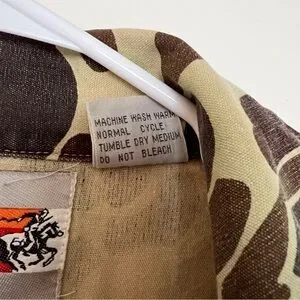 MACHINE WASH WARM
NORMAL CYCLE
TUMBLE DRY MEDIUM
DO NOT BLEACH